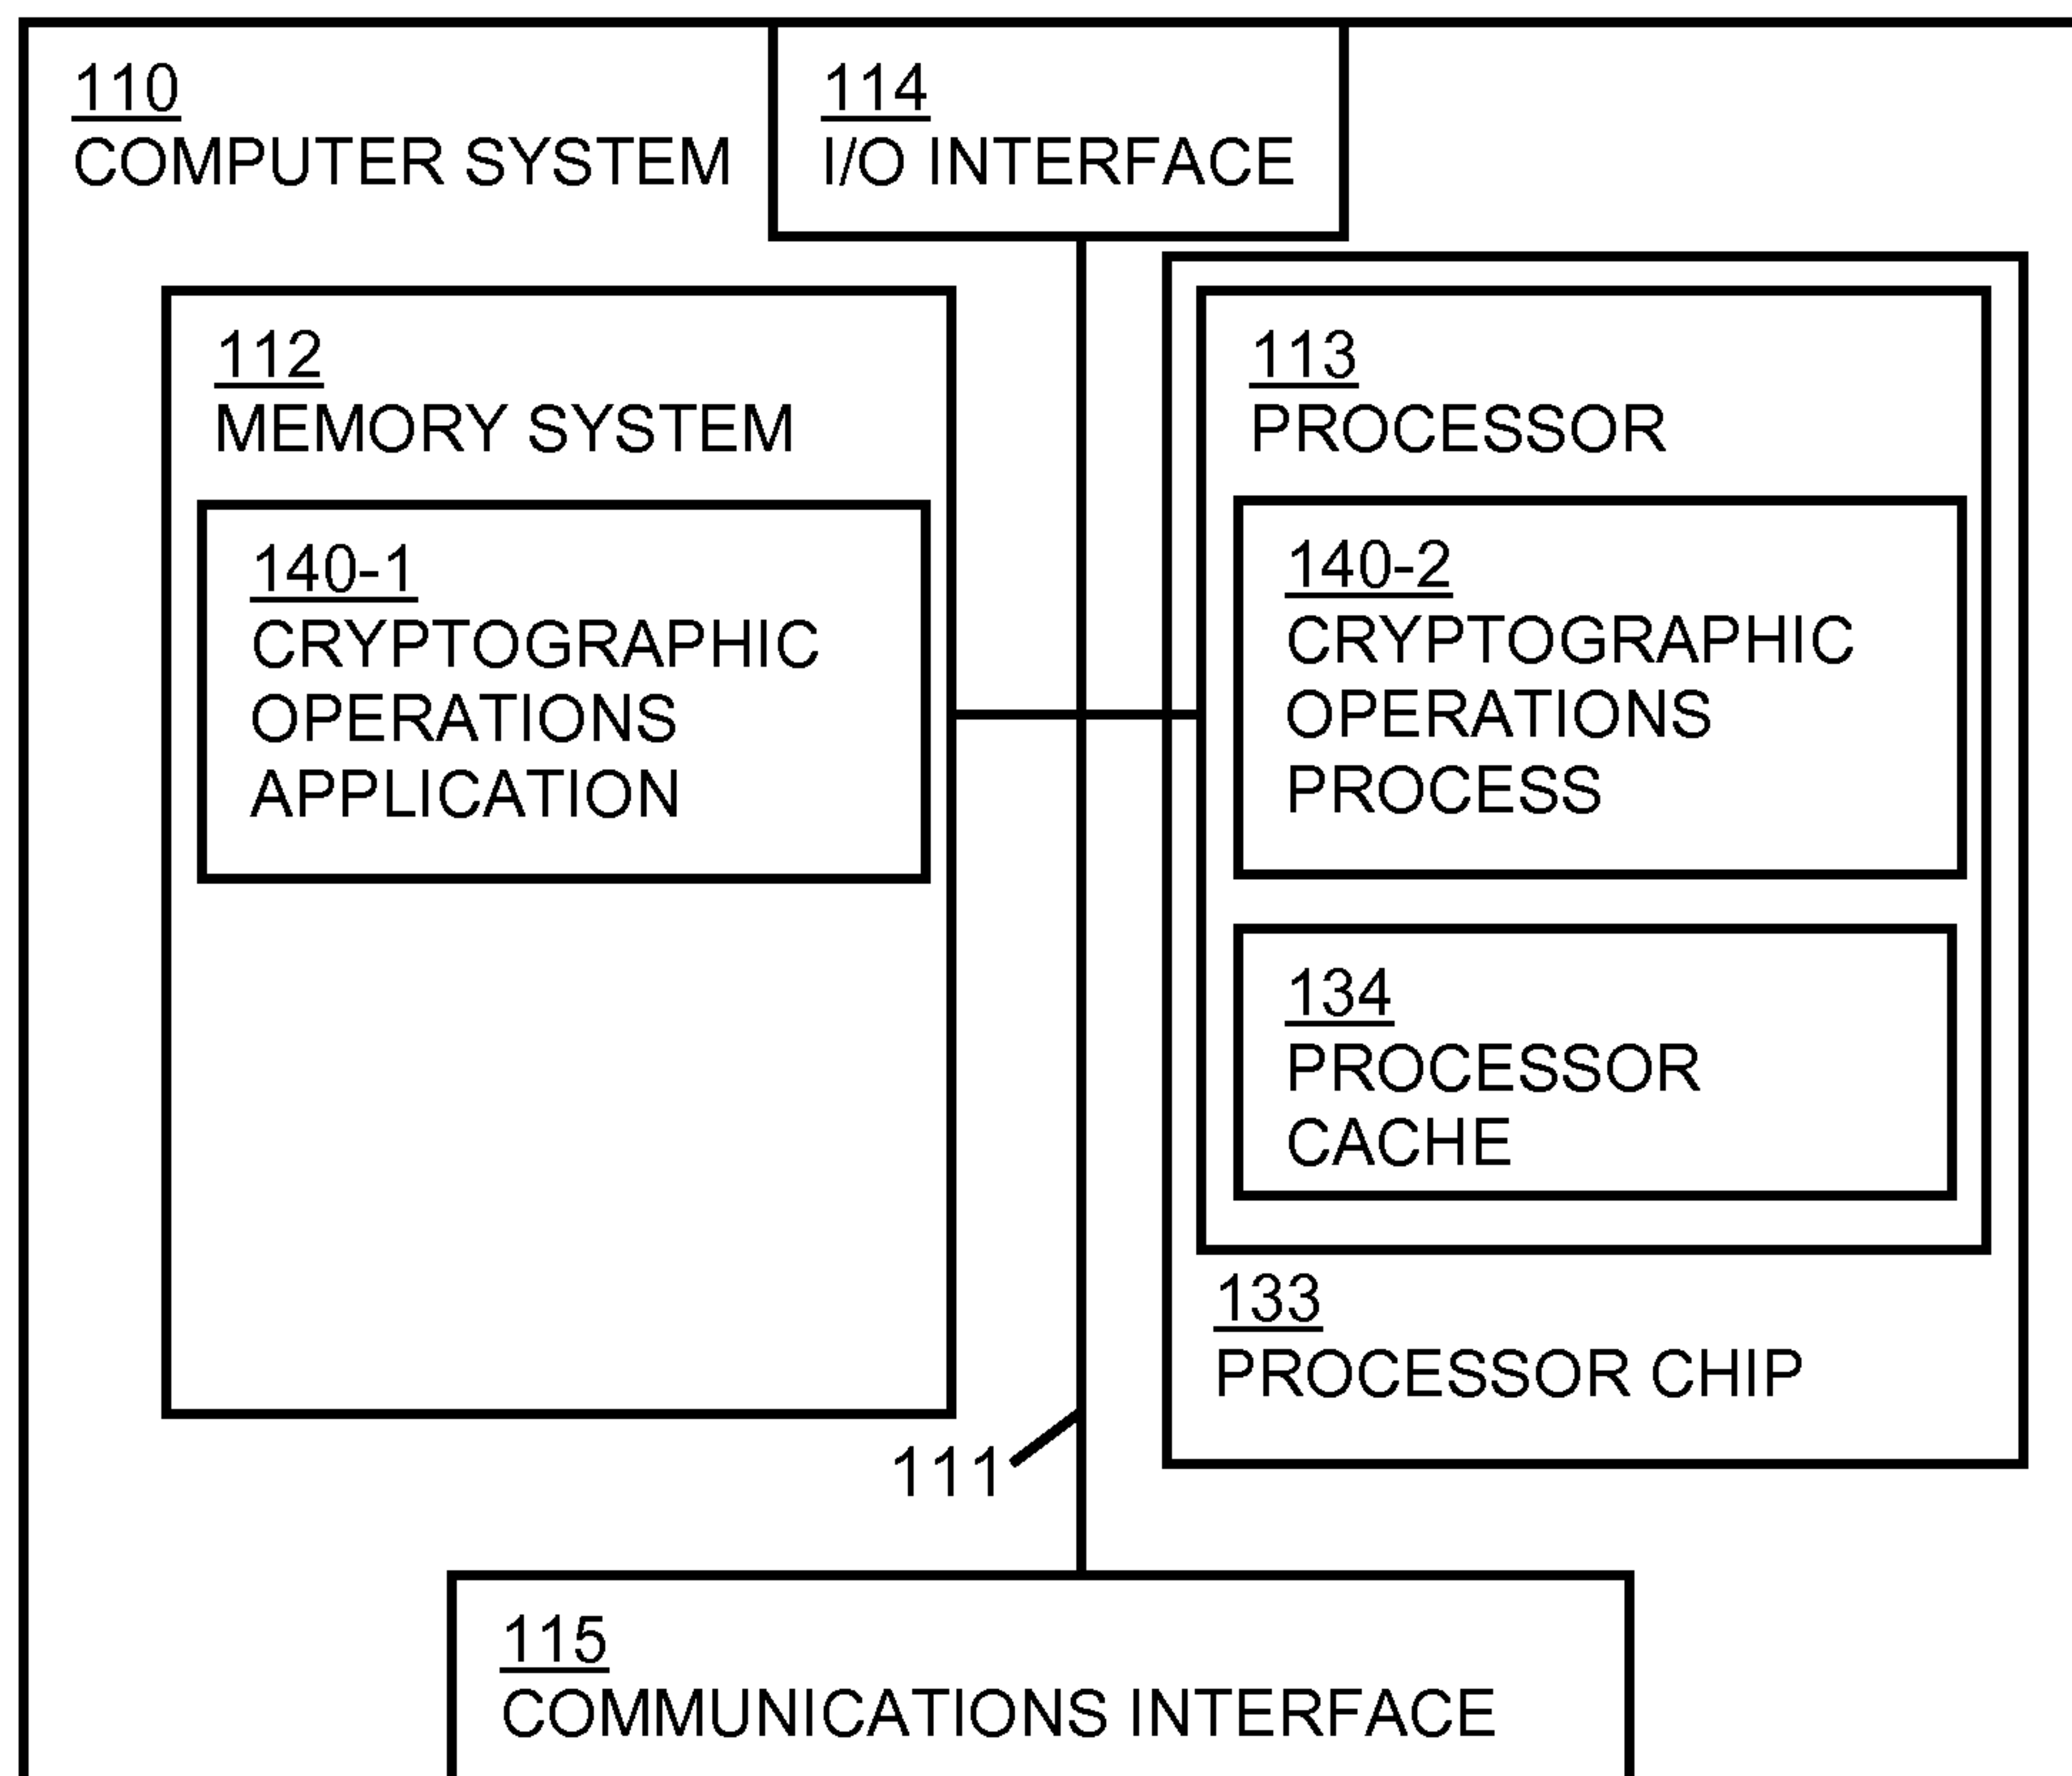 110
COMPUTER SYSTEM
114
I/O INTERFACE
112
MEMORY SYSTEM
140-1
CRYPTOGRAPHIC
OPERATIONS
APPLICATION
113
PROCESSOR
140-2
CRYPTOGRAPHIC
OPERATIONS
PROCESS
134
PROCESSOR
CACHE
133
PROCESSOR CHIP
111
115
COMMUNICATIONS INTERFACE